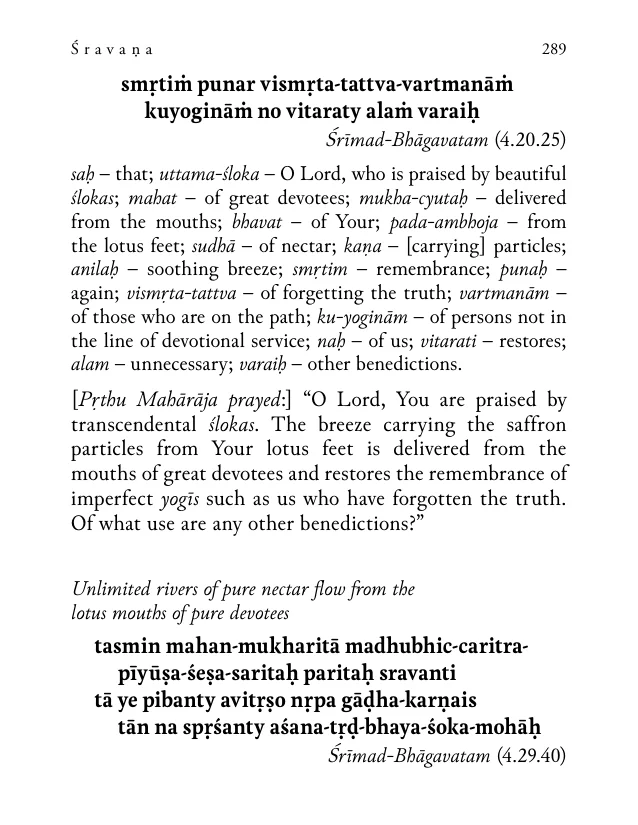 Śravaṇa 289
smṛtiṁ punar vismṛta-tattva-vartmanāṁ
kuyogināṁ no vitaraty alaṁ varaiḥ
Śrīmad-Bhāgavatam (4.20.25)
saḥ – that; uttama-śloka – O Lord, who is praised by beautiful
ślokas; mahat – of great devotees; mukha-cyutaḥ – delivered
from the mouths; bhavat – of Your; pada-ambhoja – from
the lotus feet; sudhā – of nectar; kaṇa – [carrying] particles;
anilaḥ – soothing breeze; smṛtim – remembrance; punaḥ –
again; vismṛta-tattva – of forgetting the truth; vartmanām –
of those who are on the path; ku-yoginām – of persons not in
the line of devotional service; naḥ – of us; vitarati – restores;
alam – unnecessary; varaiḥ – other benedictions.
[Pṛthu Mahārāja prayed:] “O Lord, You are praised by
transcendental ślokas. The breeze carrying the saffron
particles from Your lotus feet is delivered from the
mouths of great devotees and restores the remembrance of
imperfect yogīs such as us who have forgotten the truth.
Of what use are any other benedictions?”
Unlimited rivers of pure nectar flow from the
lotus mouths of pure devotees
tasmin mahan-mukharitā madhubhic-caritra-
pīyūṣa-śeṣa-saritaḥ paritaḥ sravanti
tā ye pibanty avitṛṣo nṛpa gāḍha-karṇais
tān na spṛśanty aśana-tṛḍ-bhaya-śoka-mohāḥ
Śrīmad-Bhāgavatam (4.29.40)